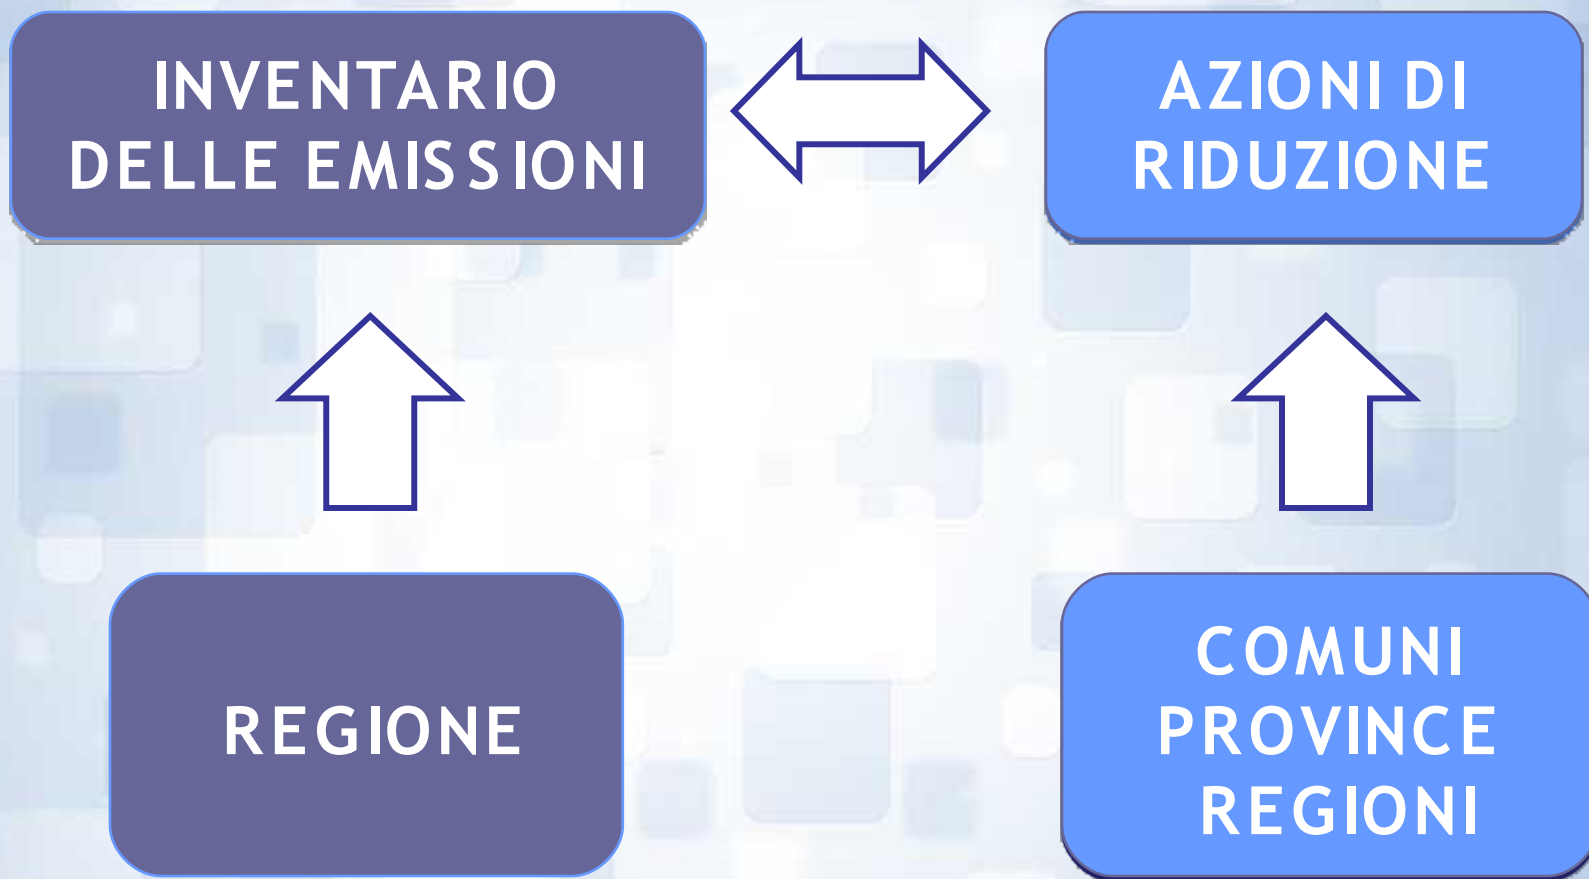 INVENTARIO
DELLE EMISSIONI
AZIONI DI
RIDUZIONE
REGIONE
COMUNI
PROVINCE
REGIONI